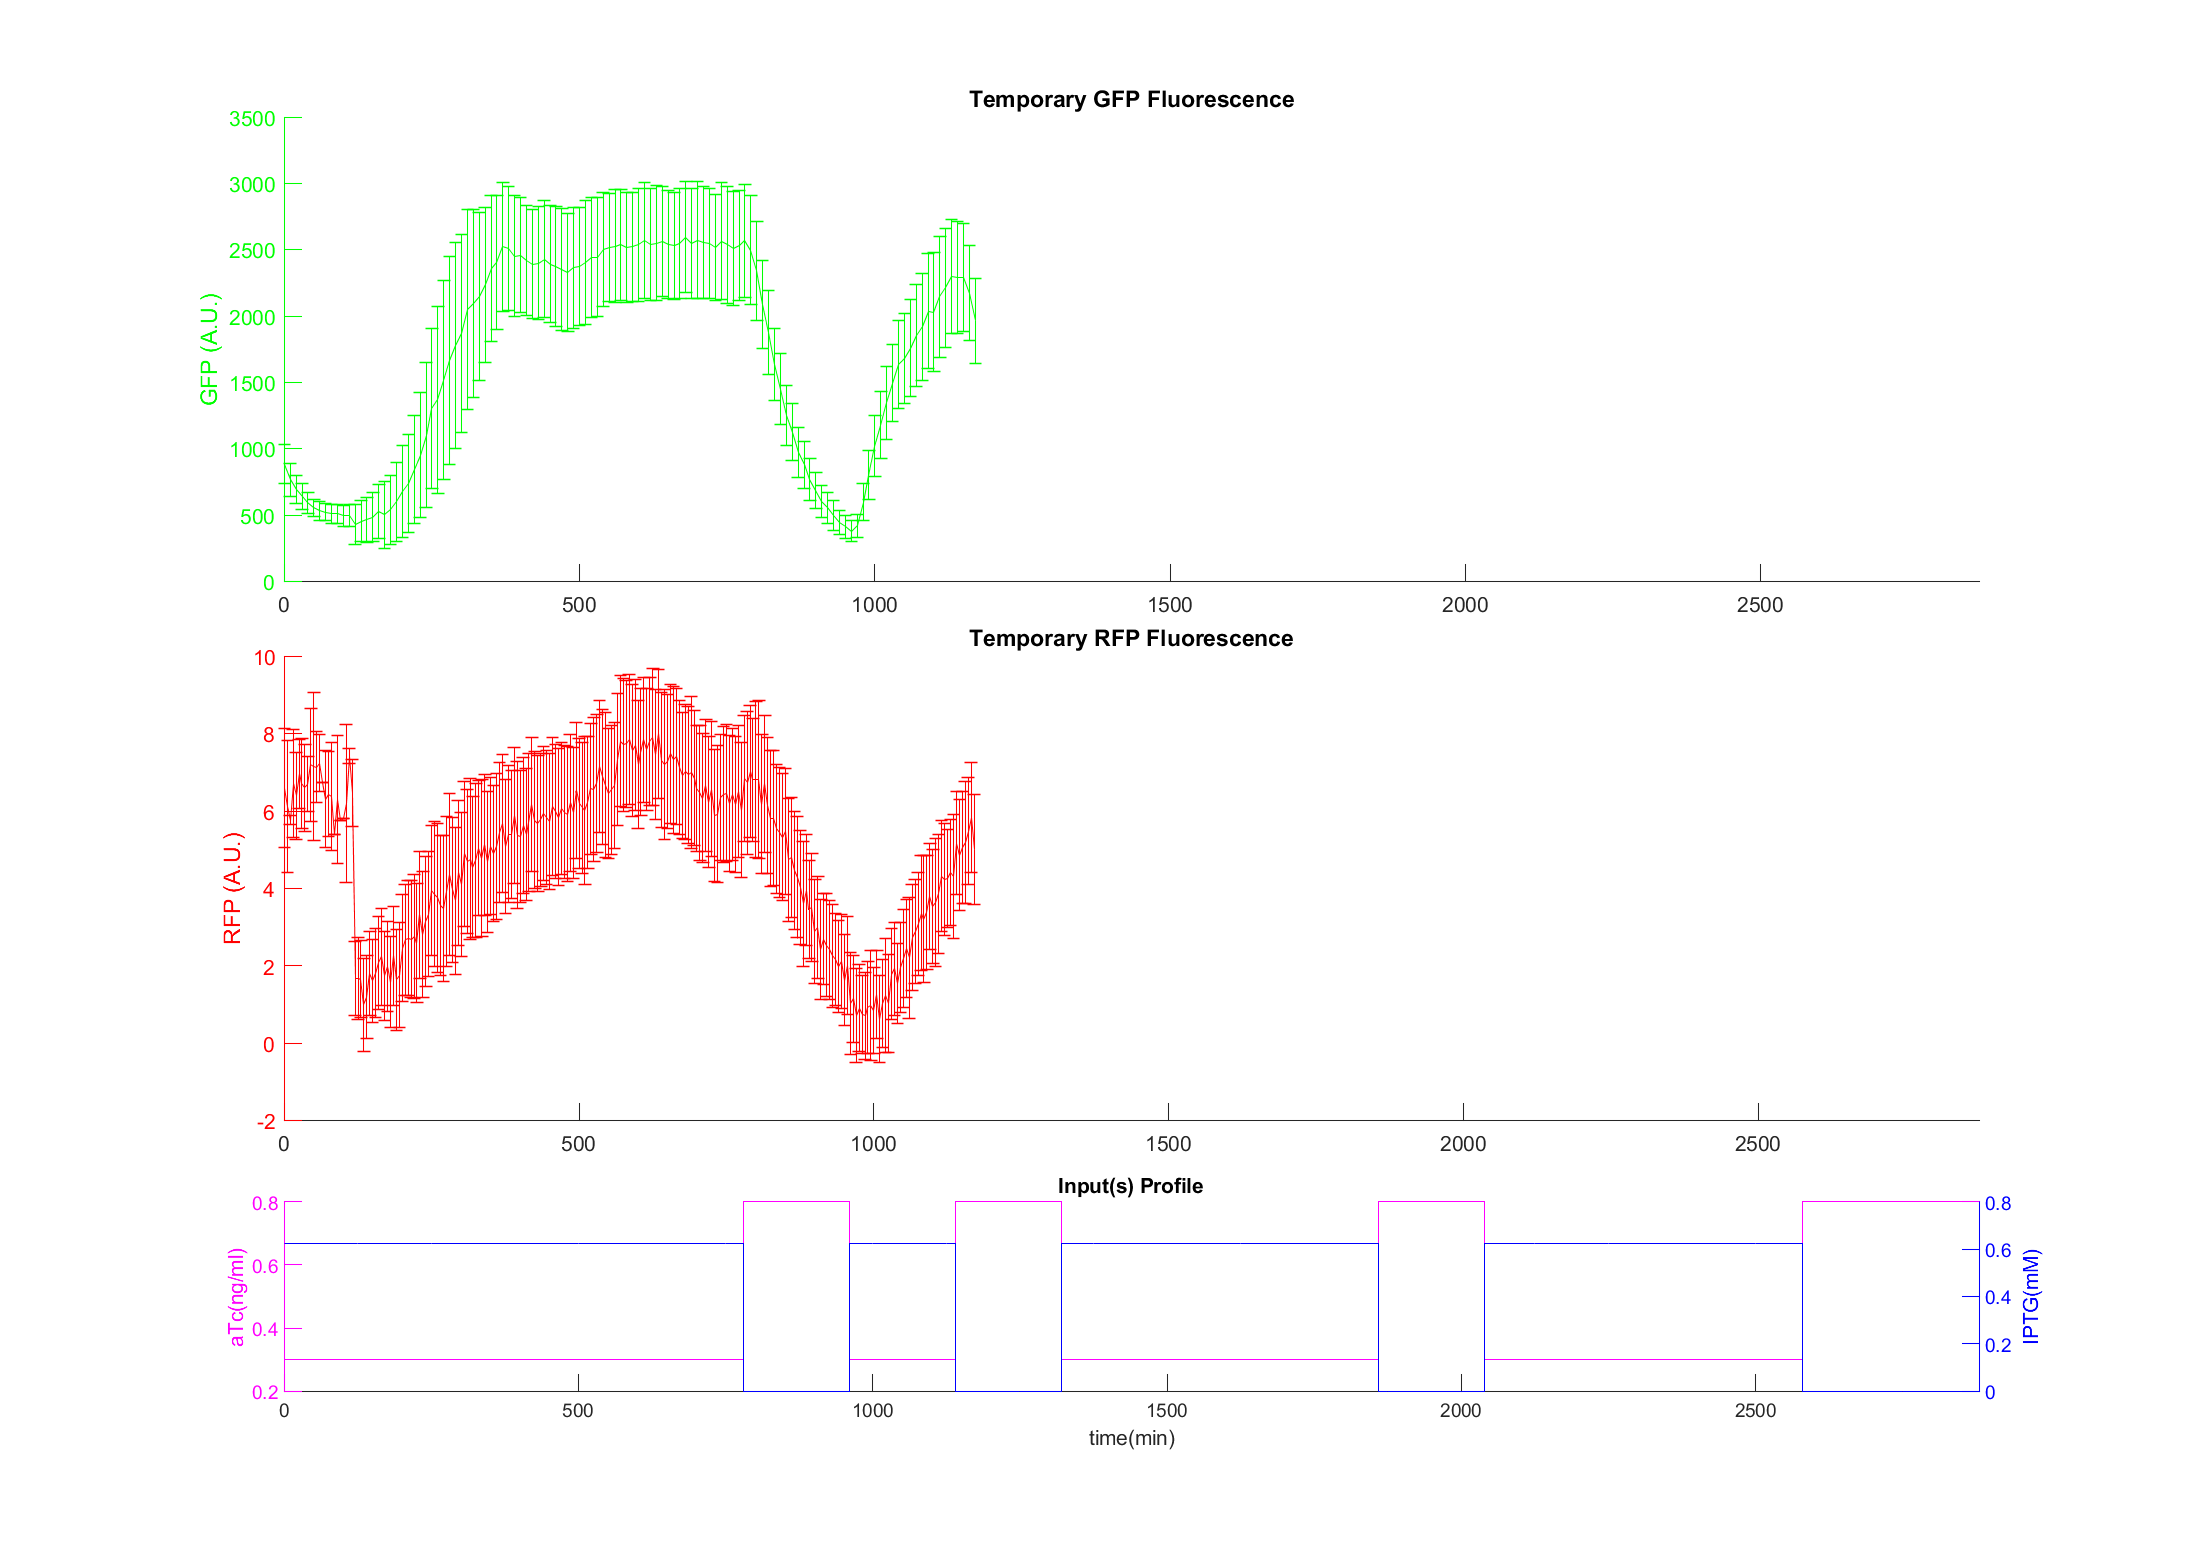 Temporary GFP Fluorescence
3500
3000
2500
2000
1500
1000
500
0
GFP (A.U.)
0 500 1000 1500 2000 2500
Temporary RFP Fluorescence
10
8
6
4
2
0
-2
RFP (A.U.)
0 500 1000 1500 2000 2500
Input(s) Profile
0.8
0.6
0.4
0.2
aTc(ng/ml)
0.8
0.6
0.4
0.2
0
IPTG(mM)
0 500 1000 1500 2000 2500
time(min)